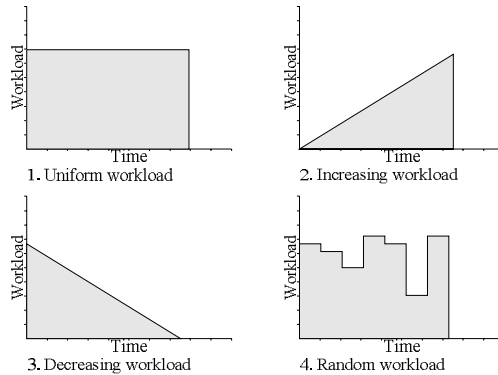 Workload
Time
1. Uniform workload
Workload
Time
2. Increasing workload
Workload
Time
3. Decreasing workload
Workload
Time
4. Random workload